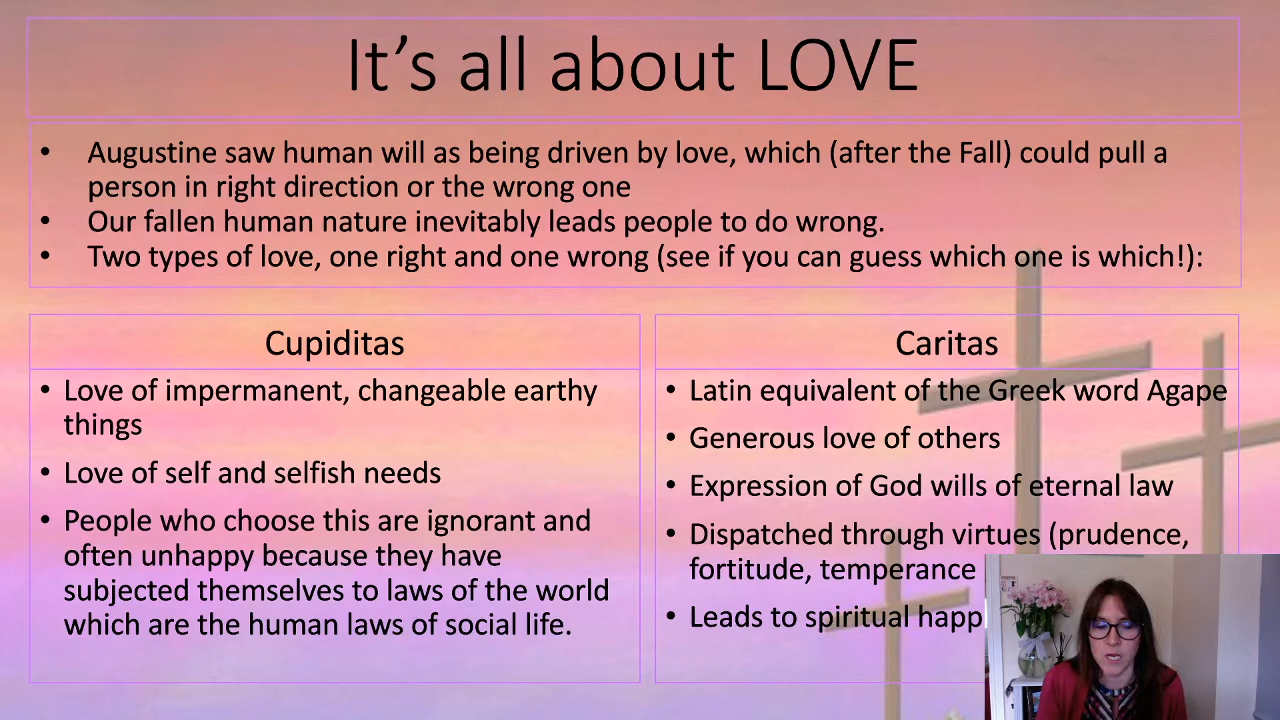 It's all about LOVE
• Augustine saw human will as being driven by love, which (after the Fall) could pull a
person in right direction or the wrong one
• Our fallen human nature inevitably leads people to do wrong.
• Two types of love, one right and one wrong (see if you can guess which one is which!):
Cupiditas
• Love of impermanent, changeable earthy
things
• Love of self and selfish needs
• People who choose this are ignorant and
often unhappy because they have
subjected themselves to laws of the world
which are the human laws of social life.
Caritas
• Latin equivalent of the Greek word Agape
• Generous love of others
• Expression of God wills of eternal law
• Dispatched through virtues (prudence,
fortitude, temperance
• Leads to spiritual